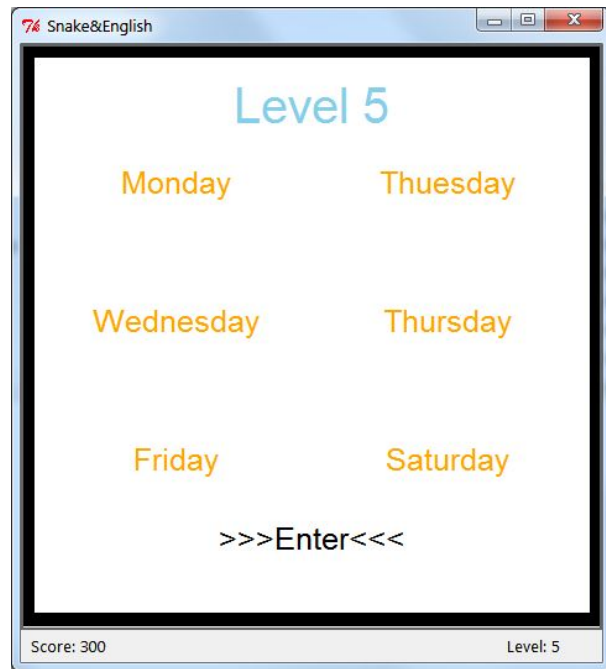 Snake&English
Level 5
Monday Thuesday
Wednesday Thursday
Friday Saturday
>>>Enter<<<
Score: 300 Level: 5